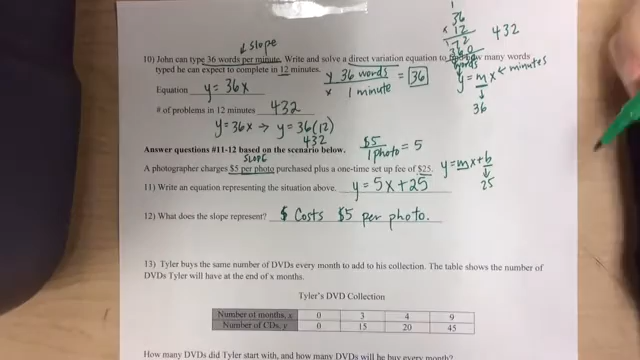 ↓ slope
10) John can type 36 words per minute. Write and solve a direct variation equation to find how many words
typed he can expect to complete in 12 minutes.
Equation y = 36x
y 36 words = 36
x 1 minute
1
36
x 12
172
360
432
words
y = mx ← minutes
↓
36
# of problems in 12 minutes 432
y = 36x → y = 36(12)
432
Answer questions #11-12 based on the scenario below.
$5 = 5
1 photo
SLOPE
A photographer charges $5 per photo purchased plus a one-time set up fee of $25.
y = mx + b
↓
25
11) Write an equation representing the situation above. y = 5x + 25
12) What does the slope represent? $ Costs $5 per photo.
13) Tyler buys the same number of DVDs every month to add to his collection. The table shows the number of
DVDs Tyler will have at the end of x months.
Tyler's DVD Collection
Number of months, x 0 3 4 9
Number of CDs, y 0 15 20 45
How many DVDs did Tyler start with, and how many DVDs will he buy every month?